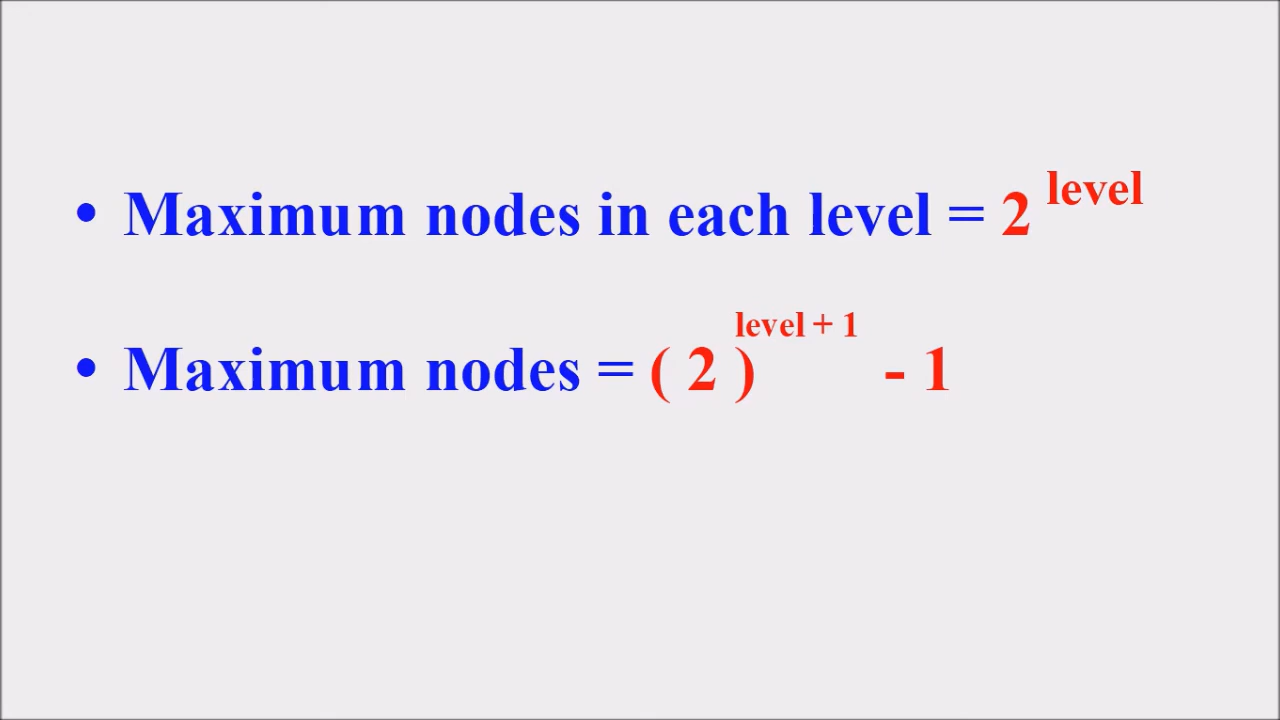 • Maximum nodes in each level = 2 ^level
• Maximum nodes = ( 2 ) ^level + 1 - 1